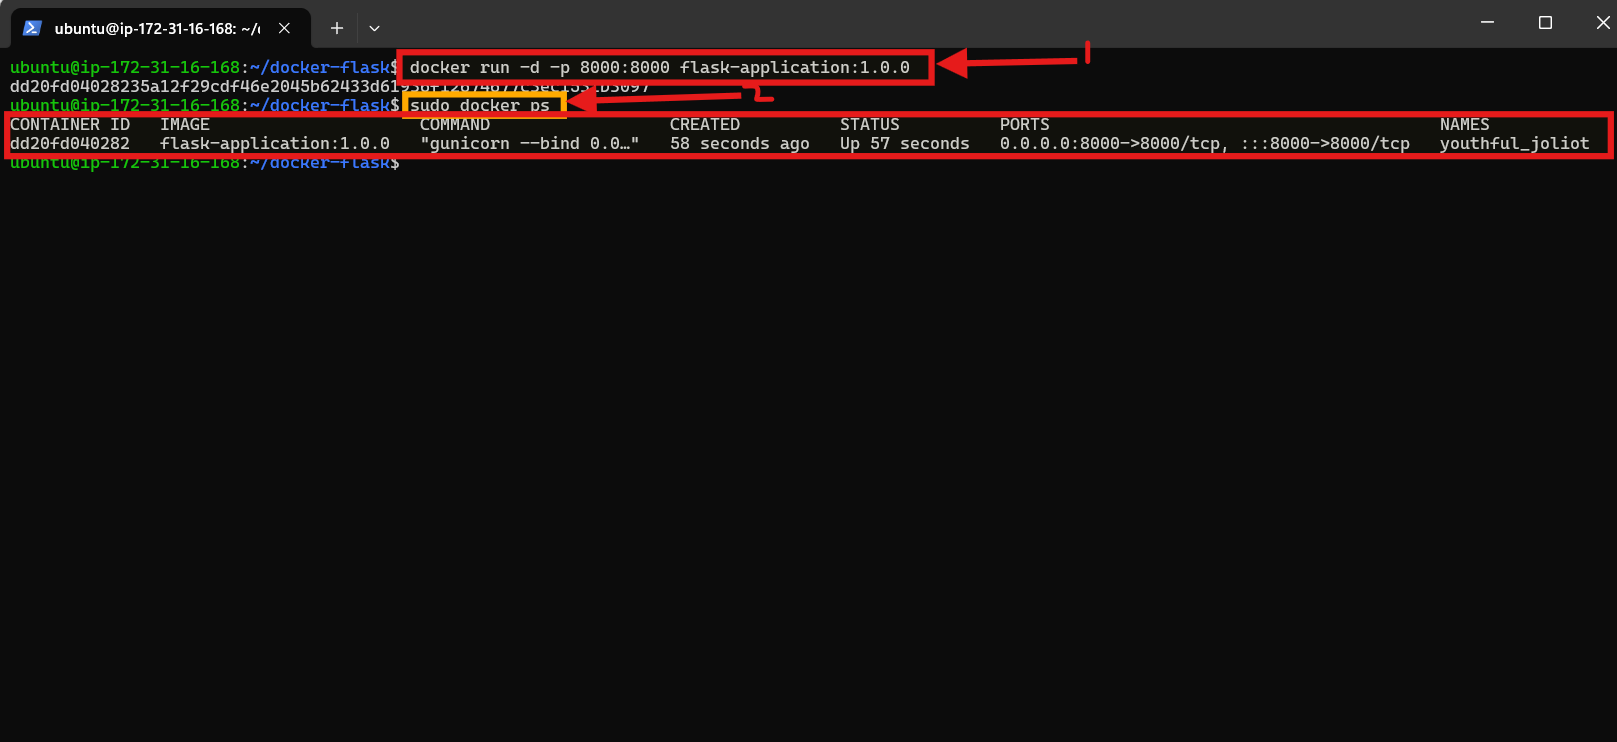 ubuntu@ip-172-31-16-168: ~/
ubuntu@ip-172-31-16-168:~/docker-flask$ docker run -d -p 8000:8000 flask-application:1.0.0
1
ubuntu@ip-172-31-16-168:~/docker-flask$ sudo docker ps
2
CONTAINER ID IMAGE COMMAND CREATED STATUS PORTS NAMES
dd20fd040282 flask-application:1.0.0 "gunicorn --bind 0.0…" 58 seconds ago Up 57 seconds 0.0.0.0:8000->8000/tcp, :::8000->8000/tcp youthful_joliot
ubuntu@ip-172-31-16-168:~/docker-flask$